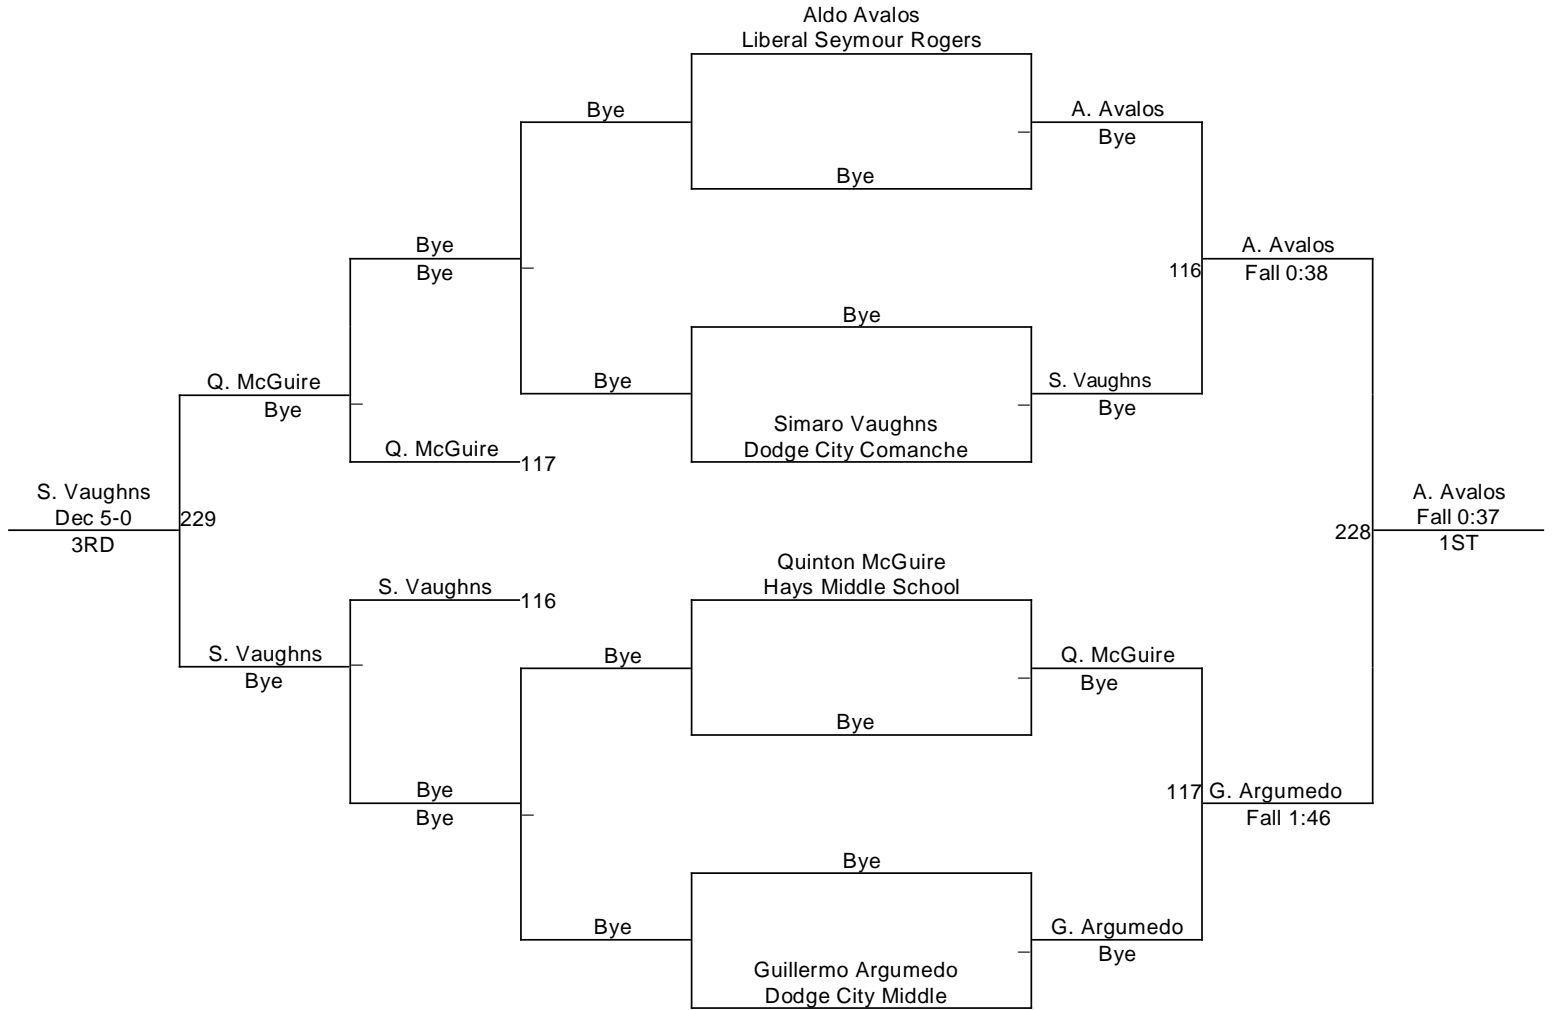 Aldo Avalos
Liberal Seymour Rogers
Bye
A. Avalos
Bye
Bye
Bye
Bye
A. Avalos
116
Fall 0:38
Bye
Q. McGuire
Bye
Bye
S. Vaughns
Bye
Simaro Vaughns
Dodge City Comanche
Q. McGuire
117
S. Vaughns
Dec 5-0
3RD
229
A. Avalos
Fall 0:37
1ST
228
Quinton McGuire
Hays Middle School
S. Vaughns
116
S. Vaughns
Bye
Bye
Q. McGuire
Bye
Bye
Bye
Bye
117
G. Argumedo
Fall 1:46
Bye
Bye
G. Argumedo
Bye
Guillermo Argumedo
Dodge City Middle